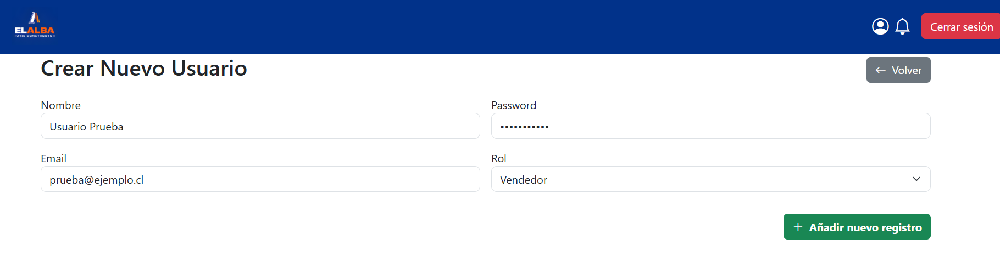 ELALBA
PATIO CONSTRUCTOR
Cerrar sesión
Crear Nuevo Usuario
Volver
Nombre
Password
Usuario Prueba
•••••••••••
Email
Rol
prueba@ejemplo.cl
Vendedor
Añadir nuevo registro